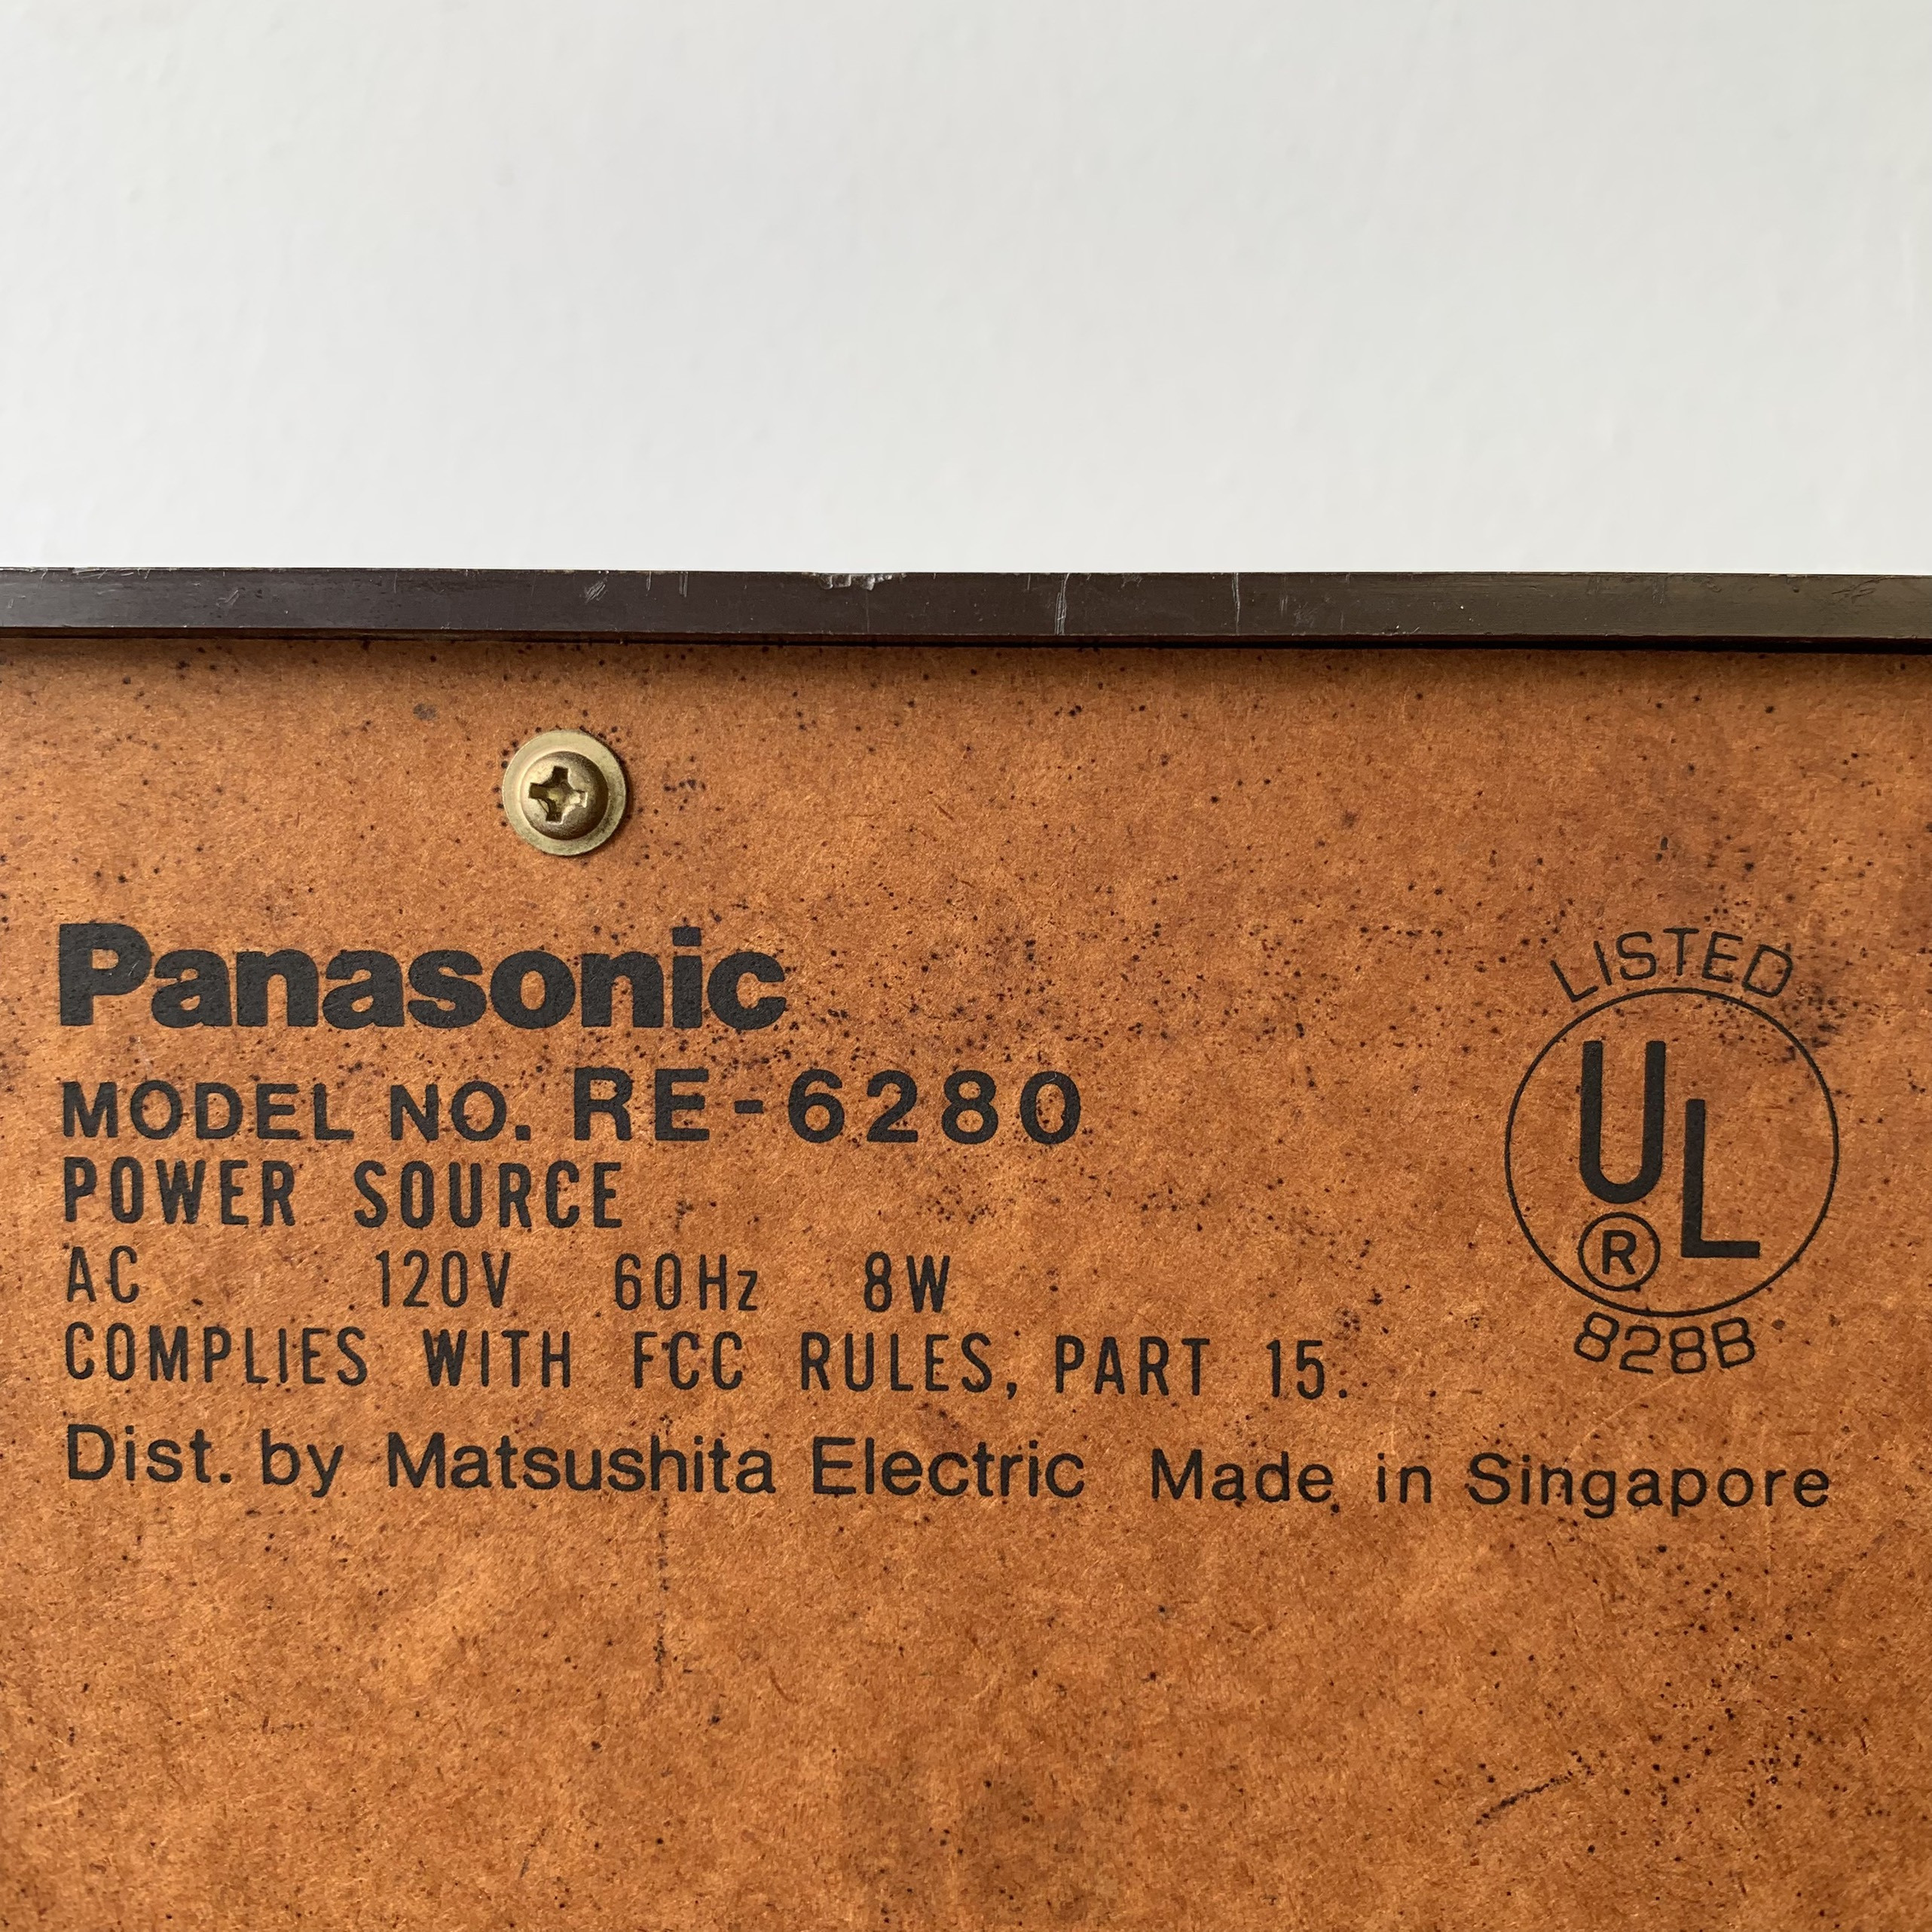 Panasonic
MODEL NO. RE-6280
POWER SOURCE
AC 120V 60Hz 8W
COMPLIES WITH FCC RULES, PART 15.
Dist. by Matsushita Electric Made in Singapore
LISTED
UL
®
828B